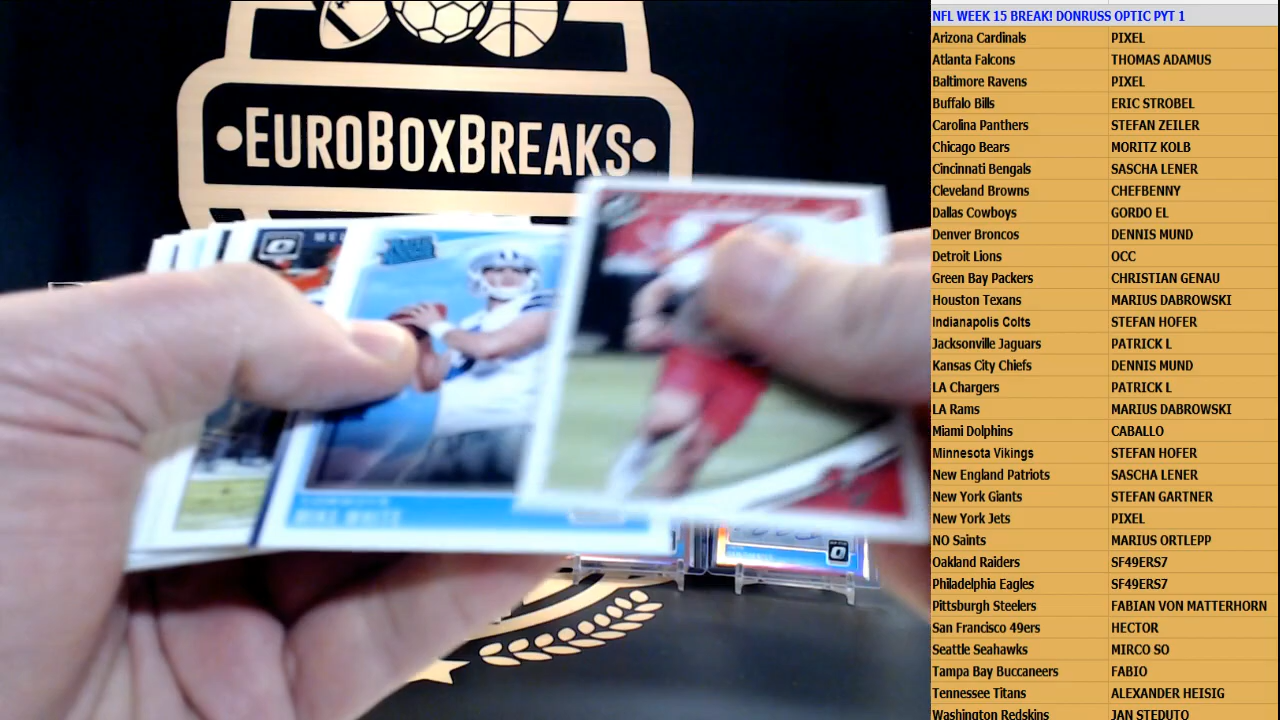 EUROBOXBREAKS
MIKE WHITE
NFL WEEK 15 BREAK! DONRUSS OPTIC PYT 1
Arizona Cardinals PIXEL
Atlanta Falcons THOMAS ADAMUS
Baltimore Ravens PIXEL
Buffalo Bills ERIC STROBEL
Carolina Panthers STEFAN ZEILER
Chicago Bears MORITZ KOLB
Cincinnati Bengals SASCHA LENER
Cleveland Browns CHEFBENNY
Dallas Cowboys GORDO EL
Denver Broncos DENNIS MUND
Detroit Lions OCC
Green Bay Packers CHRISTIAN GENAU
Houston Texans MARIUS DABROWSKI
Indianapolis Colts STEFAN HOFER
Jacksonville Jaguars PATRICK L
Kansas City Chiefs DENNIS MUND
LA Chargers PATRICK L
LA Rams MARIUS DABROWSKI
Miami Dolphins CABALLO
Minnesota Vikings STEFAN HOFER
New England Patriots SASCHA LENER
New York Giants STEFAN GARTNER
New York Jets PIXEL
NO Saints MARIUS ORTLEPP
Oakland Raiders SF49ERS7
Philadelphia Eagles SF49ERS7
Pittsburgh Steelers FABIAN VON MATTERHORN
San Francisco 49ers HECTOR
Seattle Seahawks MIRCO SO
Tampa Bay Buccaneers FABIO
Tennessee Titans ALEXANDER HEISIG
Washington Redskins JAN STEDUTO